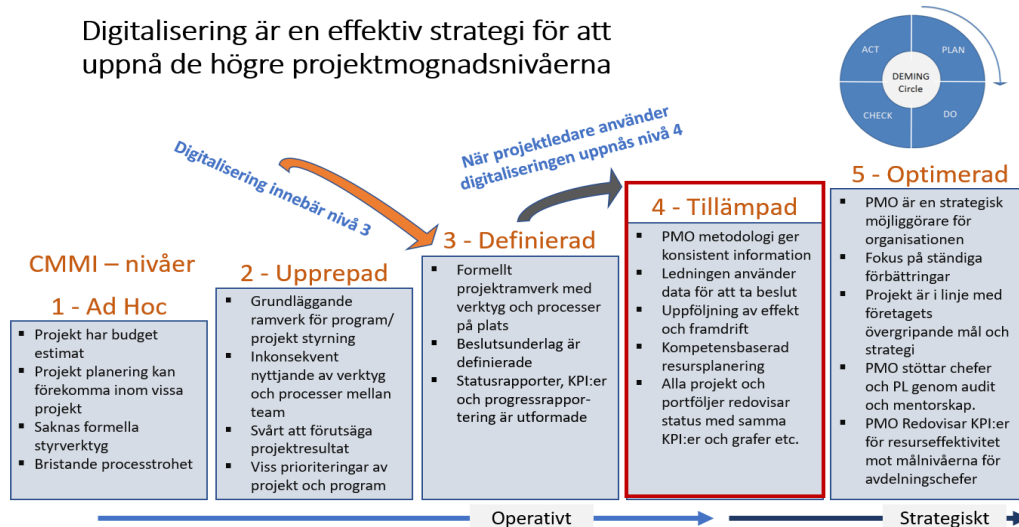 Digitalisering är en effektiv strategi för att
uppnå de högre projektmognadsnivåerna
ACT
PLAN
DEMING
Circle
CHECK
DO
Digitalisering innebär nivå 3
När projektledare använder
digitaliseringen uppnås nivå 4
CMMI – nivåer
1 - Ad Hoc
Projekt har budget
estimat
Projekt planering kan
förekomma inom vissa
projekt
Saknas formella
styrverktyg
Bristande processtrohet
2 - Upprepad
Grundläggande
ramverk för program/
projekt styrning
Inkonsekvent
nyttjande av verktyg
och processer mellan
team
Svårt att förutsäga
projektresultat
Viss prioriteringar av
projekt och program
3 - Definierad
Formellt
projektramverk med
verktyg och processer
på plats
Beslutsunderlag är
definierade
Statusrapporter, KPI:er
och progressrappor-
tering är utformade
4 - Tillämpad
PMO metodologi ger
konsistent information
Ledningen använder
data för att ta beslut
Uppföljning av effekt
och framdrift
Kompetensbaserad
resursplanering
Alla projekt och
portföljer redovisar
status med samma
KPI:er och grafer etc.
5 - Optimerad
PMO är en strategisk
möjliggörare för
organisationen
Fokus på ständiga
förbättringar
Projekt är i linje med
företagets
övergripande mål och
strategi
PMO stöttar chefer
och PL genom audit
och mentorskap.
PMO Redovisar KPI:er
för resurseffektivitet
mot målnivåerna för
avdelningschefer
Operativt
Strategiskt